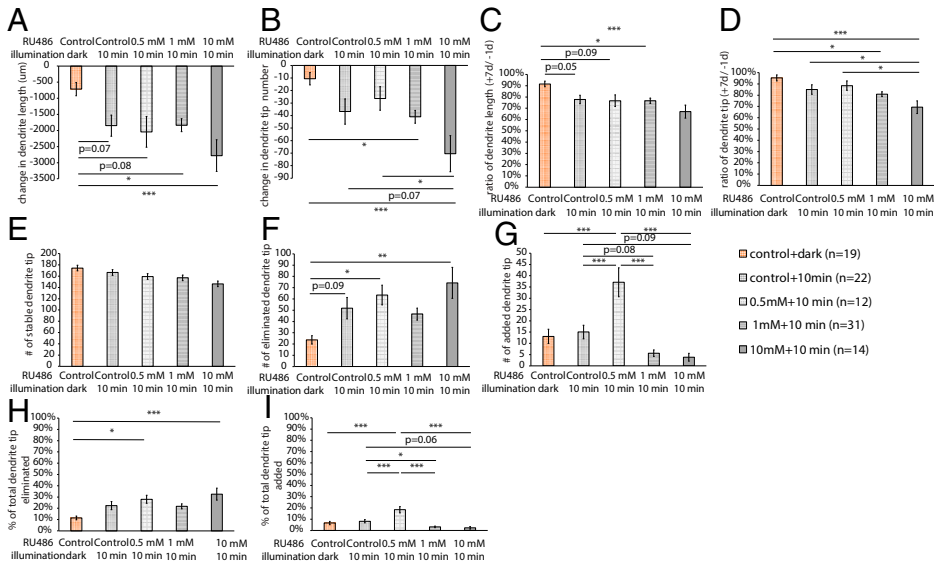 A
RU486 Control Control 0.5 mM 1 mM 10 mM
illumination dark 10 min 10 min 10 min 10 min
change in dendrite length (um)
0
-500
-1000
-1500
-2000
-2500
-3000
-3500
p=0.07
p=0.08
*
***
B
RU486 Control Control 0.5 mM 1 mM 10 mM
illumination dark 10 min 10 min 10 min 10 min
change in dendrite tip number
0
-10
-20
-30
-40
-50
-60
-70
-80
-90
*
*
p=0.07
***
C
***
*
p=0.09
p=0.05
ratio of dendrite length (+7d/ -1d)
100%
90%
80%
70%
60%
50%
40%
30%
20%
10%
0%
RU486 Control Control 0.5 mM 1 mM 10 mM
illumination dark 10 min 10 min 10 min 10 min
D
***
*
*
*
ratio of dendrite tip (+7d/ -1d)
100%
90%
80%
70%
60%
50%
40%
30%
20%
10%
0%
RU486 Control Control 0.5 mM 1 mM 10 mM
illumination dark 10 min 10 min 10 min 10 min
E
# of stable dendrite tip
200
180
160
140
120
100
80
60
40
20
0
RU486 Control Control 0.5 mM 1 mM 10 mM
illumination dark 10 min 10 min 10 min 10 min
F
**
*
p=0.09
# of eliminated dendrite tip
100
90
80
70
60
50
40
30
20
10
0
RU486 Control Control 0.5 mM 1 mM 10 mM
illumination dark 10 min 10 min 10 min 10 min
G
*** ***
p=0.09
p=0.08
*** ***
# of added dendrite tip
50
45
40
35
30
25
20
15
10
5
0
RU486 Control Control 0.5 mM 1 mM 10 mM
illumination dark 10 min 10 min 10 min 10 min
control+dark (n=19)
control+10min (n=22)
0.5mM+10 min (n=12)
1mM+10 min (n=31)
10mM+10 min (n=14)
H
***
*
% of total dendrite tip
eliminated
100%
90%
80%
70%
60%
50%
40%
30%
20%
10%
0%
RU486 Control Control 0.5 mM 1 mM 10 mM
illumination dark 10 min 10 min 10 min 10 min
I
*** ***
p=0.06
*
*** ***
% of total dendrite tip
added
100%
90%
80%
70%
60%
50%
40%
30%
20%
10%
0%
RU486 Control Control 0.5 mM 1 mM 10 mM
illumination dark 10 min 10 min 10 min 10 min